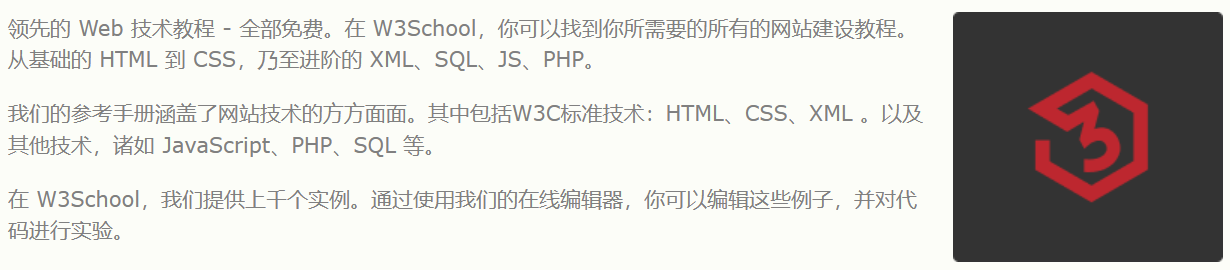 领先的 Web 技术教程 - 全部免费。在 W3School，你可以找到你所需要的所有的网站建设教程。
从基础的 HTML 到 CSS，乃至进阶的 XML、SQL、JS、PHP。
我们的参考手册涵盖了网站技术的方方面面。其中包括W3C标准技术：HTML、CSS、XML 。以及
其他技术，诸如 JavaScript、PHP、SQL 等。
在 W3School，我们提供上千个实例。通过使用我们的在线编辑器，你可以编辑这些例子，并对代
码进行实验。
3